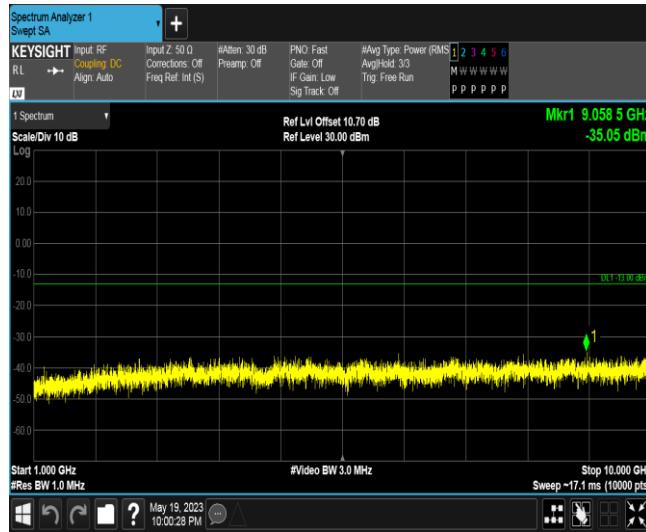 Spectrum Analyzer 1
Swept SA
+
KEYSIGHT Input: RF Input Z: 50 Ω #Atten: 30 dB PNO: Fast #Avg Type: Power (RMS 1 2 3 4 5 6
RL Coupling: DC Corrections: Off Preamp: Off Gate: Off Avg|Hold: 3/3 M W W W W W
Align: Auto Freq Ref: Int (S) IF Gain: Low Trig: Free Run
LXI Sig Track: Off P P P P P P
1 Spectrum Ref Lvl Offset 10.70 dB Mkr1 9.058 5 GHz
Scale/Div 10 dB Ref Level 30.00 dBm -35.05 dBm
Log
20.0
10.0
0.00
-10.0
DL1 -13.00 dBm
-20.0
-30.0
1
-40.0
-50.0
-60.0
Start 1.000 GHz #Video BW 3.0 MHz Stop 10.000 GHz
#Res BW 1.0 MHz Sweep ~17.1 ms (10000 pts
? May 19, 2023
10:00:28 PM